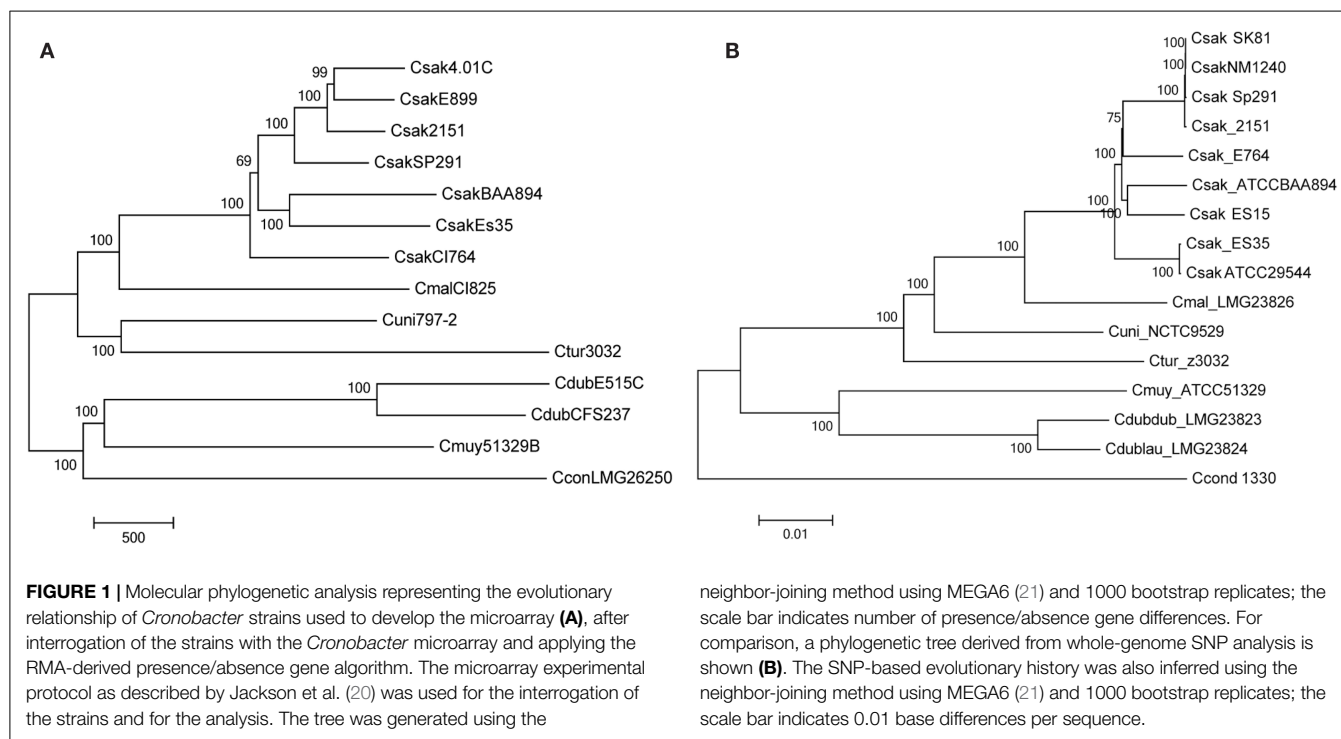 A
99
Csak4.01C
100
CsakE899
100
Csak2151
69
CsakSP291
100
CsakBAA894
100
CsakEs35
100
CsakCI764
CmalCI825
Cuni797-2
100
Ctur3032
100
CdubE515C
100
CdubCFS237
100
Cmuy51329B
CconLMG26250
500
B
100
Csak SK81
100
CsakNM1240
100
Csak Sp291
75
Csak_2151
100
Csak_E764
100
Csak_ATCCBAA894
100
Csak ES15
100
Csak_ES35
100
Csak ATCC29544
100
Cmal_LMG23826
100
Cuni_NCTC9529
Ctur_z3032
Cmuy_ATCC51329
100
Cdubdub_LMG23823
100
Cdublau_LMG23824
Ccond 1330
0.01
FIGURE 1 | Molecular phylogenetic analysis representing the evolutionary
relationship of Cronobacter strains used to develop the microarray (A), after
interrogation of the strains with the Cronobacter microarray and applying the
RMA-derived presence/absence gene algorithm. The microarray experimental
protocol as described by Jackson et al. (20) was used for the interrogation of
the strains and for the analysis. The tree was generated using the
neighbor-joining method using MEGA6 (21) and 1000 bootstrap replicates; the
scale bar indicates number of presence/absence gene differences. For
comparison, a phylogenetic tree derived from whole-genome SNP analysis is
shown (B). The SNP-based evolutionary history was also inferred using the
neighbor-joining method using MEGA6 (21) and 1000 bootstrap replicates; the
scale bar indicates 0.01 base differences per sequence.